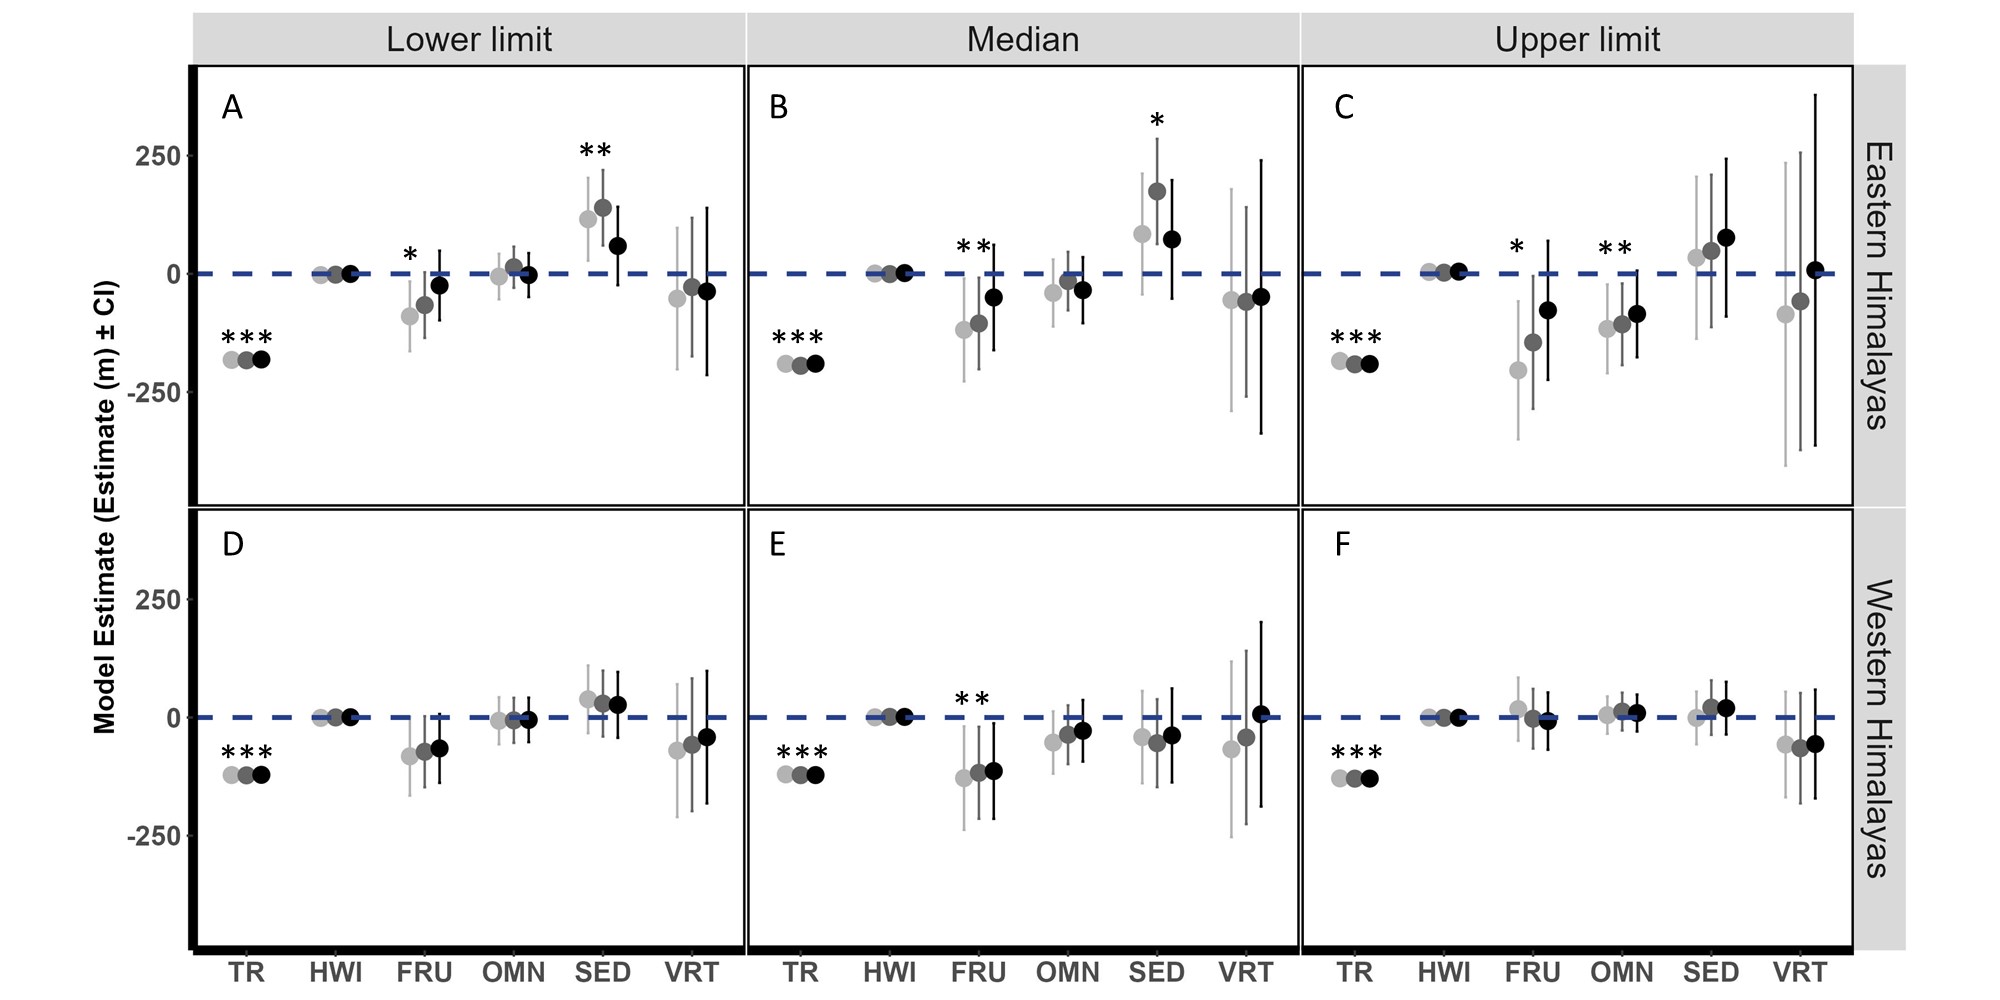 Lower limit Median Upper limit
A B C
250
0
-250
* * * * * *
* * * * * * *
* * * * * * *
Eastern Himalayas
Model Estimate (Estimate (m) ± CI)
D E F
250
0
-250
* *
* * * * * * * * *
Western Himalayas
TR HWI FRU OMN SED VRT TR HWI FRU OMN SED VRT TR HWI FRU OMN SED VRT